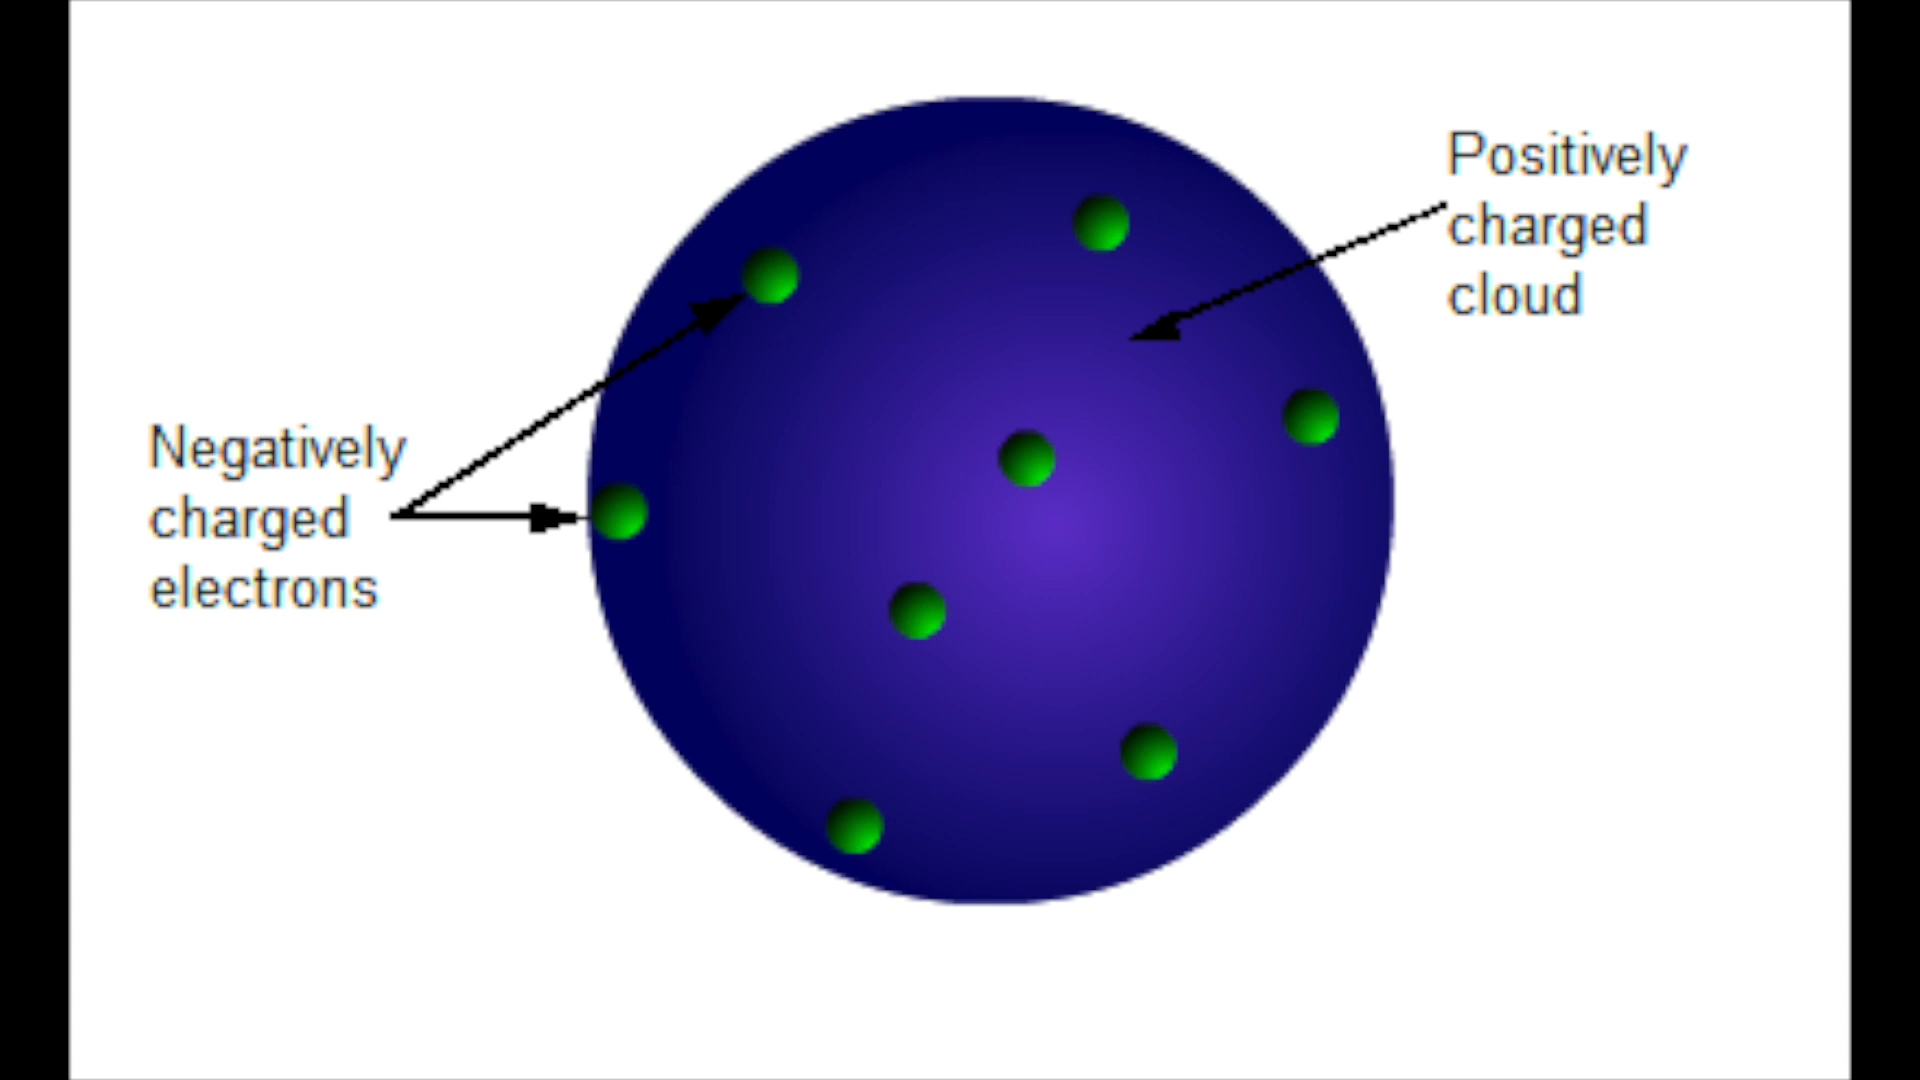 Positively
charged
cloud
Negatively
charged
electrons